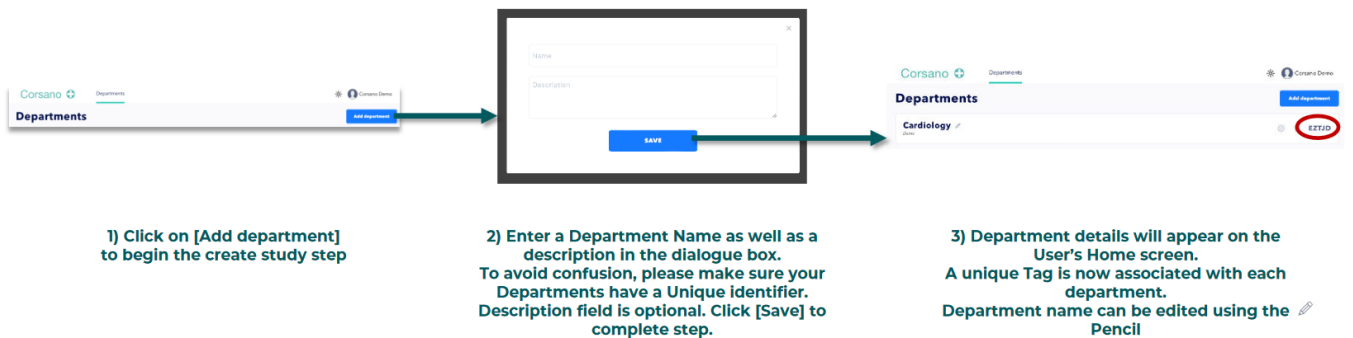 Corsano
Departments
Corsano Demo
Departments
Add department
Name
Description
SAVE
Corsano
Departments
Corsano Demo
Departments
Add department
Cardiology
Demo
EZTJD
1) Click on [Add department]
to begin the create study step
2) Enter a Department Name as well as a
description in the dialogue box.
To avoid confusion, please make sure your
Departments have a Unique identifier.
Description field is optional. Click [Save] to
complete step.
3) Department details will appear on the
User's Home screen.
A unique Tag is now associated with each
department.
Department name can be edited using the
Pencil